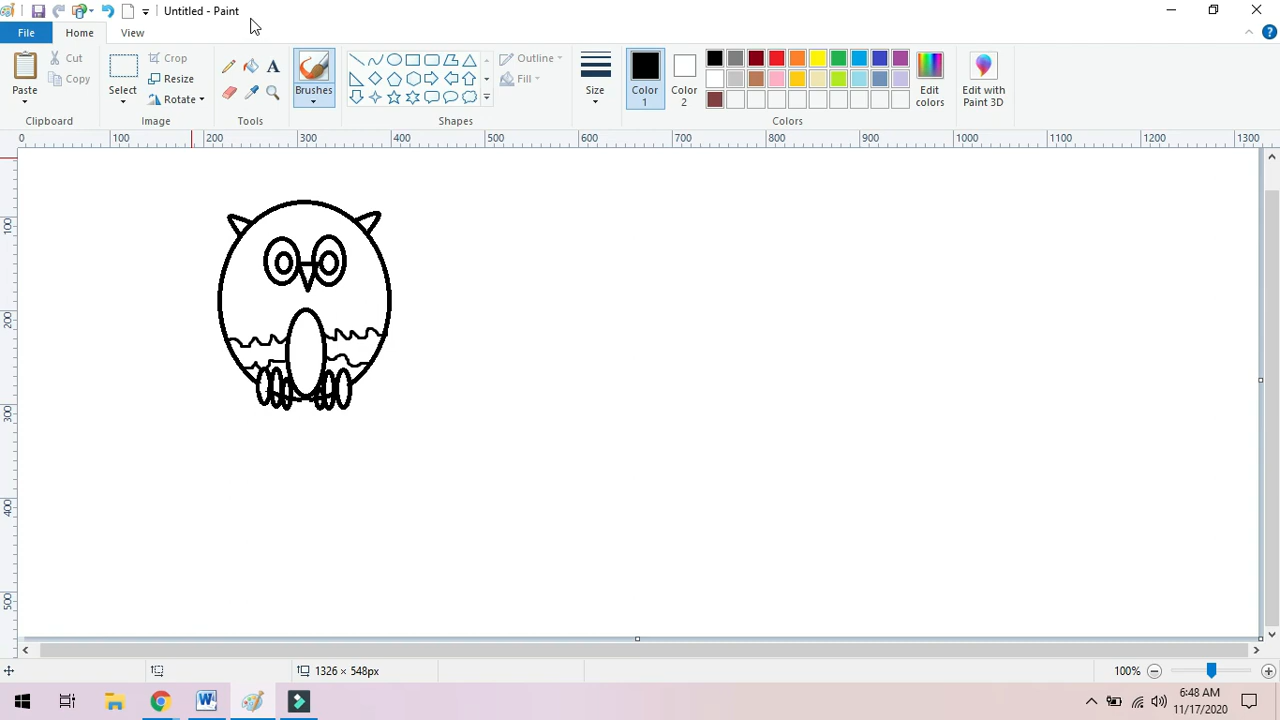 Untitled - Paint
File
Home
View
Paste
Cut
Copy
Clipboard
Select
Crop
Resize
Rotate
Image
A
Tools
Brushes
Shapes
Outline
Fill
Size
Color 1
Color 2
Edit colors
Edit with Paint 3D
Colors
0 100 200 300 400 500 600 700 800 900 1000 1100 1200 1300
100
200
300
400
500
1326 × 548px
100%
W
6:48 AM
11/17/2020